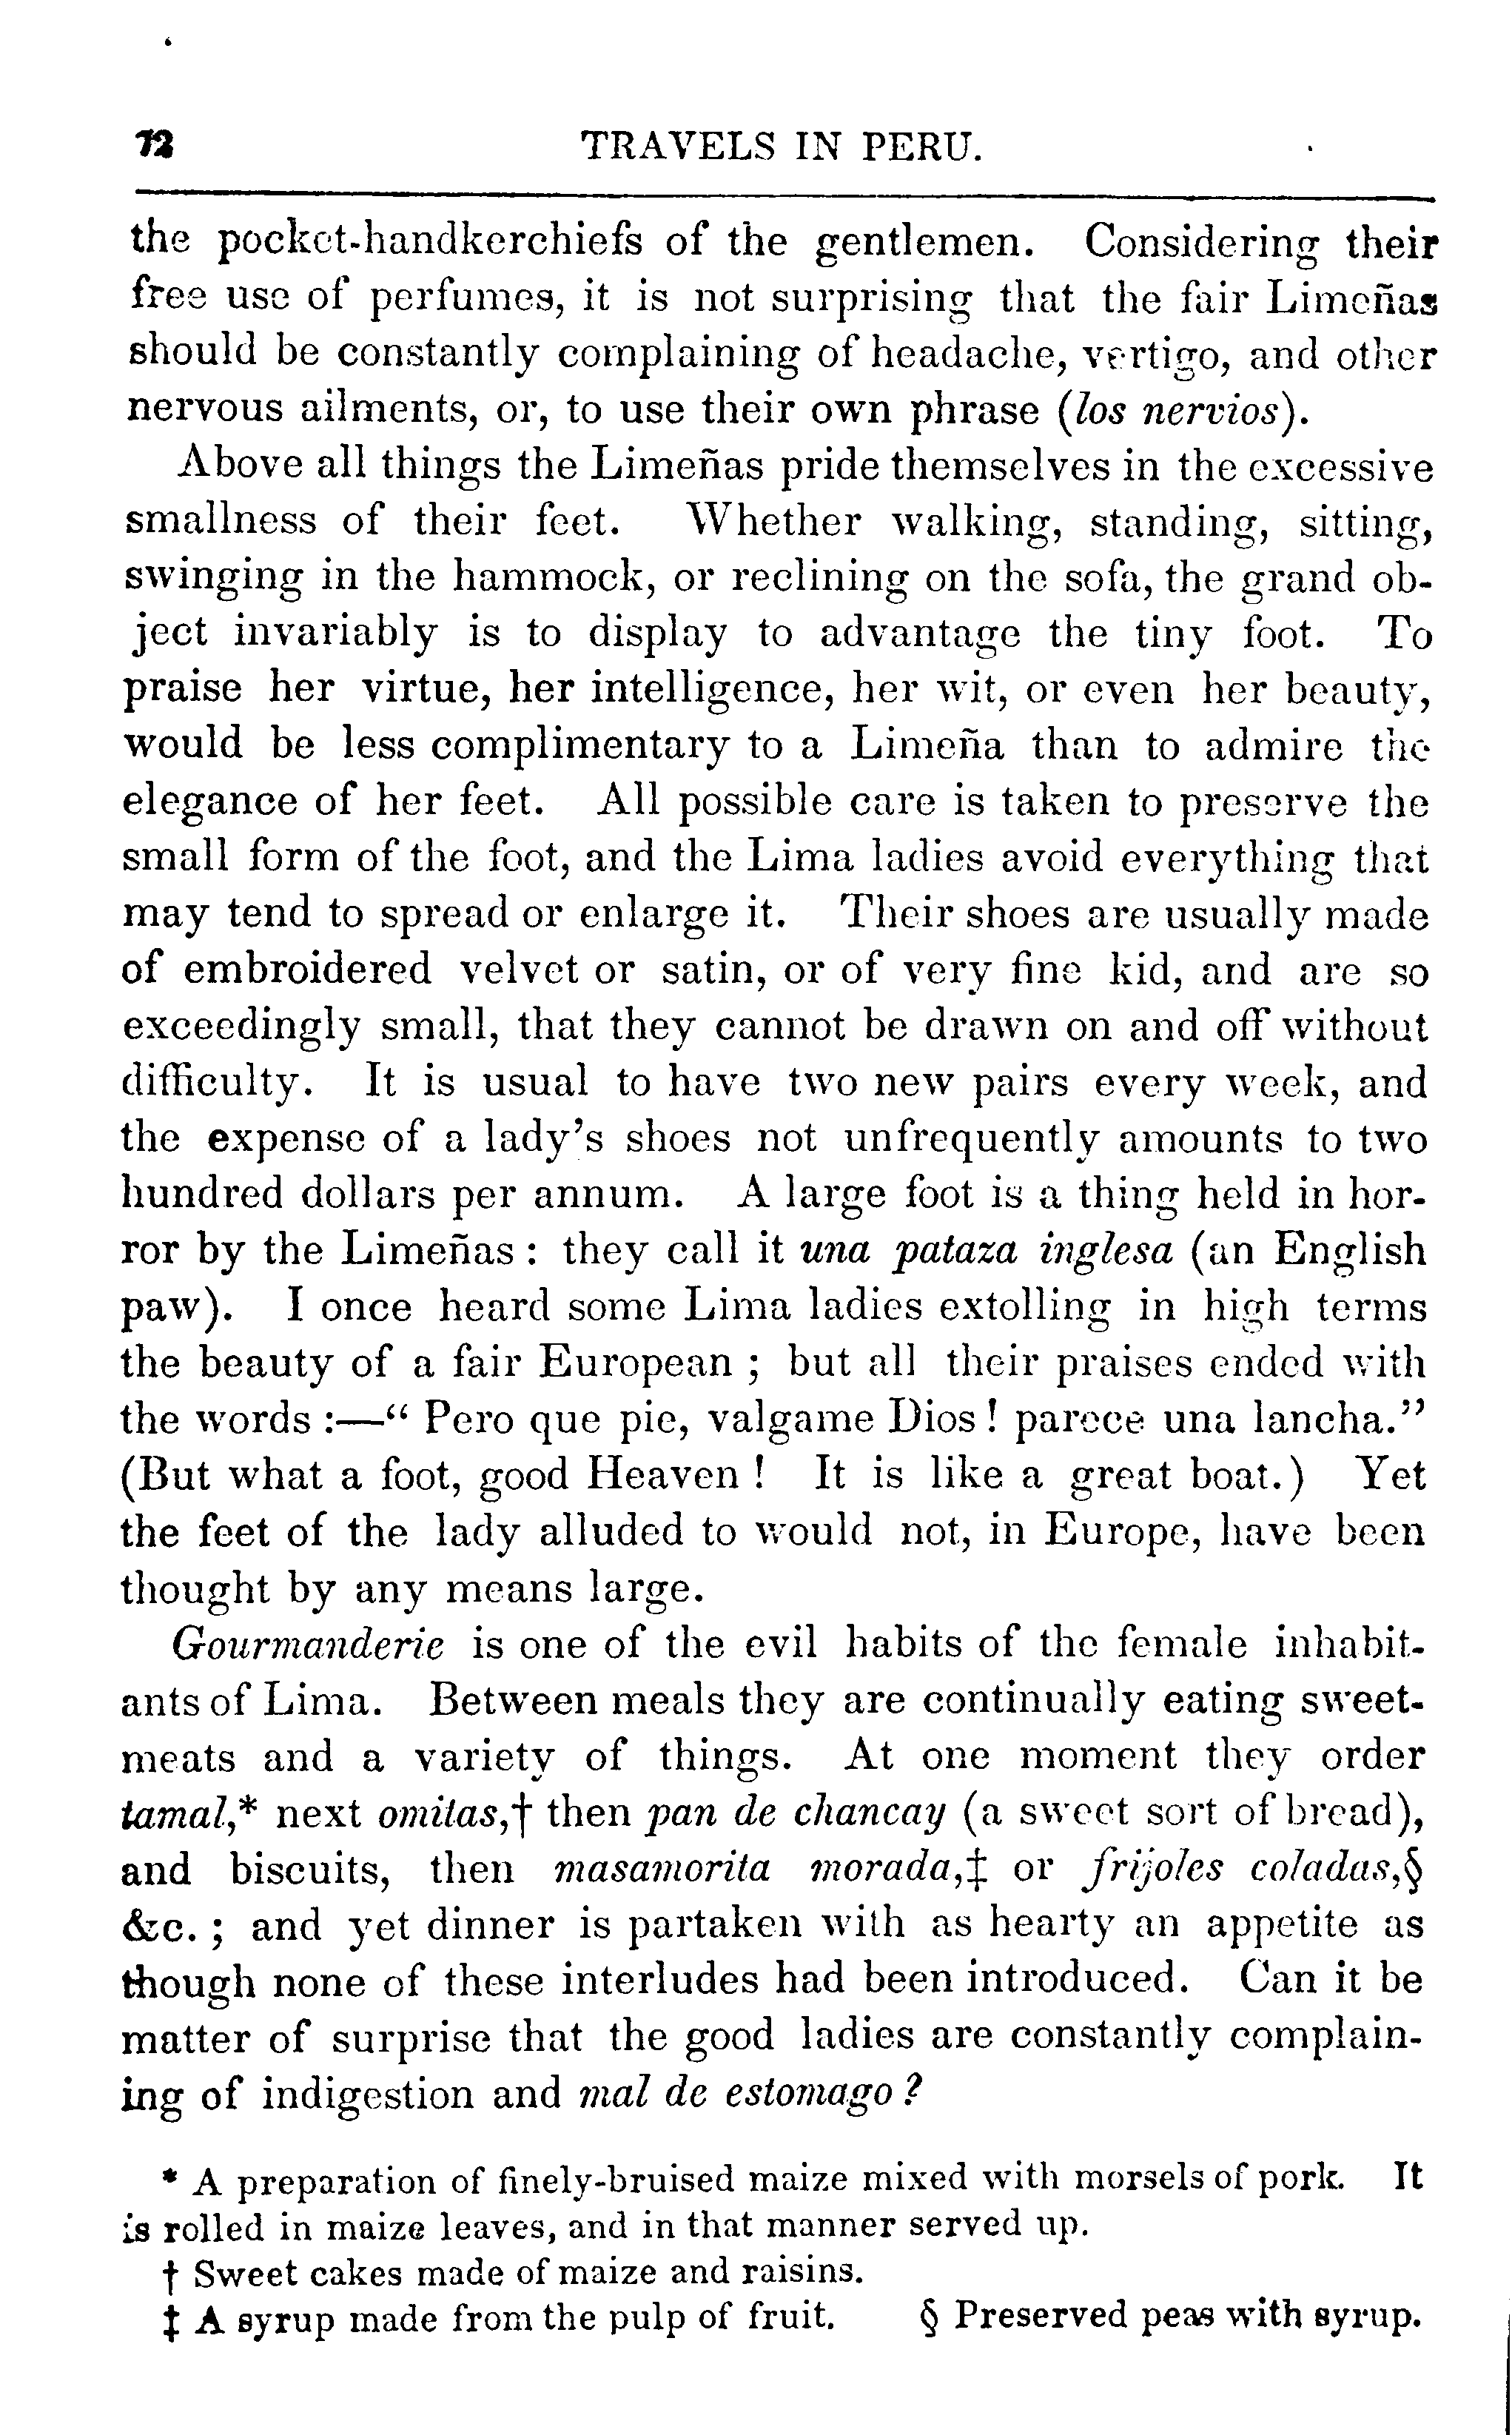 72 TRAVELS IN PERU.
the pocket-handkerchiefs of the gentlemen. Considering their
free use of perfumes, it is not surprising that the fair Limeñas
should be constantly complaining of headache, vertigo, and other
nervous ailments, or, to use their own phrase (los nervios).
Above all things the Limeñas pride themselves in the excessive
smallness of their feet. Whether walking, standing, sitting,
swinging in the hammock, or reclining on the sofa, the grand ob-
ject invariably is to display to advantage the tiny foot. To
praise her virtue, her intelligence, her wit, or even her beauty,
would be less complimentary to a Limeña than to admire the
elegance of her feet. All possible care is taken to preserve the
small form of the foot, and the Lima ladies avoid everything that
may tend to spread or enlarge it. Their shoes are usually made
of embroidered velvet or satin, or of very fine kid, and are so
exceedingly small, that they cannot be drawn on and off without
difficulty. It is usual to have two new pairs every week, and
the expense of a lady's shoes not unfrequently amounts to two
hundred dollars per annum. A large foot is a thing held in hor-
ror by the Limeñas : they call it una pataza inglesa (an English
paw). I once heard some Lima ladies extolling in high terms
the beauty of a fair European ; but all their praises ended with
the words :—“ Pero que pie, valgame Dios ! parece una lancha.”
(But what a foot, good Heaven ! It is like a great boat.) Yet
the feet of the lady alluded to would not, in Europe, have been
thought by any means large.
Gourmanderie is one of the evil habits of the female inhabit-
ants of Lima. Between meals they are continually eating sweet-
meats and a variety of things. At one moment they order
tamal,* next omitas,† then pan de chancay (a sweet sort of bread),
and biscuits, then masamorita morada,‡ or frijoles coladas,§
&c. ; and yet dinner is partaken with as hearty an appetite as
though none of these interludes had been introduced. Can it be
matter of surprise that the good ladies are constantly complain-
ing of indigestion and mal de estomago ?
* A preparation of finely-bruised maize mixed with morsels of pork. It
is rolled in maize leaves, and in that manner served up.
† Sweet cakes made of maize and raisins.
‡ A syrup made from the pulp of fruit. § Preserved peas with syrup.